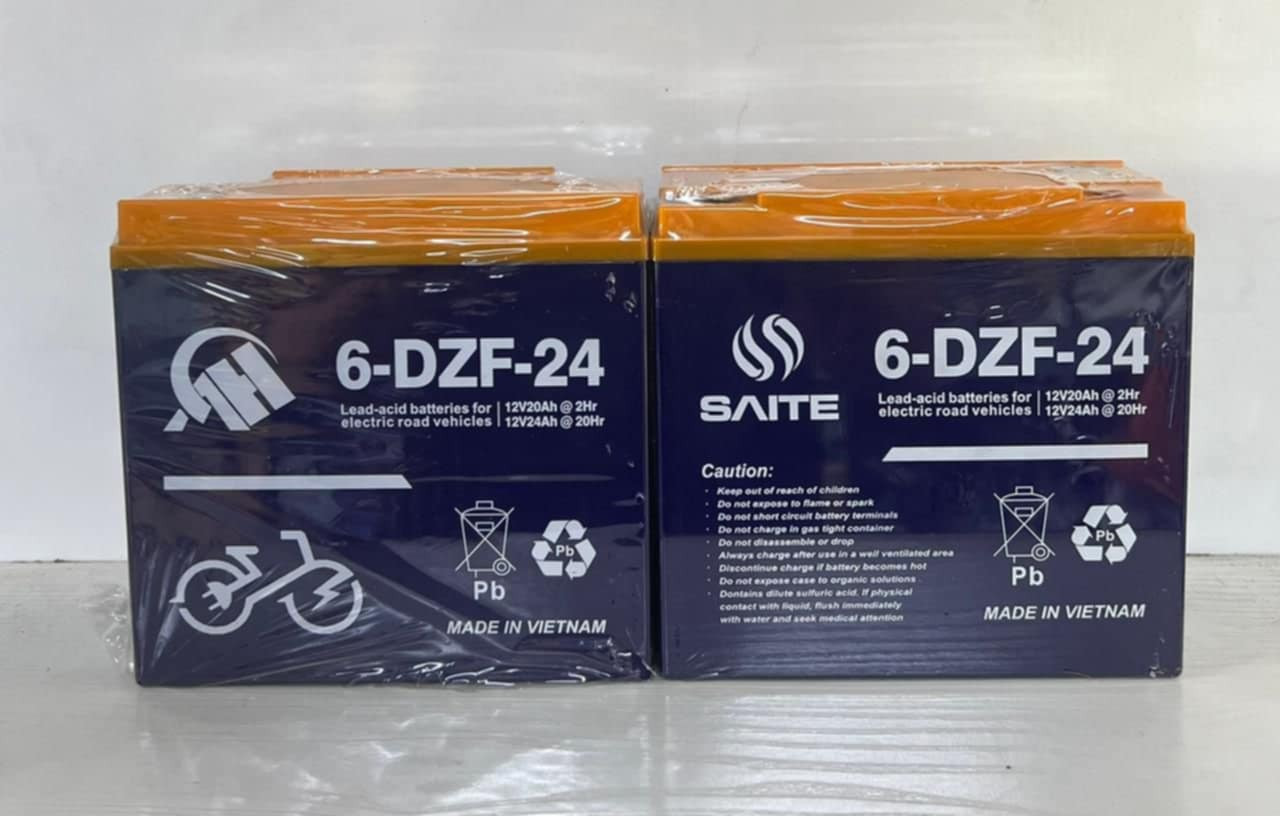 6-DZF-24
Lead-acid batteries for
electric road vehicles
12V20Ah @ 2Hr
12V24Ah @ 20Hr
Pb
Pb
MADE IN VIETNAM
SAITE
6-DZF-24
Lead-acid batteries for
electric road vehicles
12V20Ah @ 2Hr
12V24Ah @ 20Hr
Caution:
· Keep out of reach of children
· Do not expose to flame or spark
· Do not short circuit battery terminals
· Do not charge in gas tight container
· Do not disassemble or drop
· Always charge after use in a well ventilated area
· Discontinue charge if battery becomes hot
· Do not expose case to organic solutions
· Dontains dilute sulfuric acid. If physical
contact with liquid, flush immediately
with water and seek medical attention
Pb
Pb
MADE IN VIETNAM